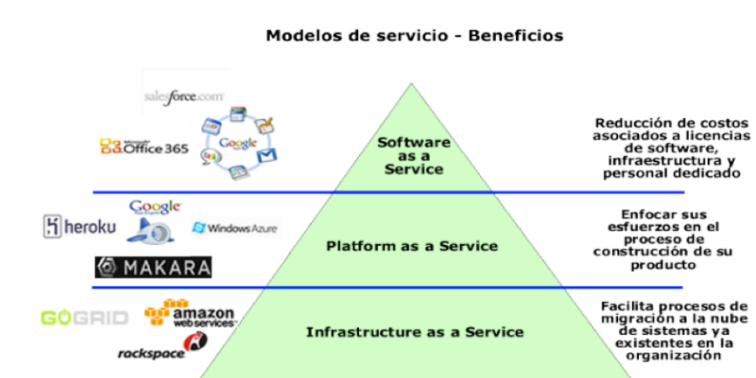 Modelos de servicio - Beneficios
salesforce.com
Microsoft
Office 365
Google
Software
as a
Service
Reducción de costos
asociados a licencias
de software,
infraestructura y
personal dedicado
heroku
Google
Windows Azure
MAKARA
Platform as a Service
Enfocar sus
esfuerzos en el
proceso de
construcción de su
producto
GOGRID
amazon
web services
rackspace
Infrastructure as a Service
Facilita procesos de
migración a la nube
de sistemas ya
existentes en la
organización